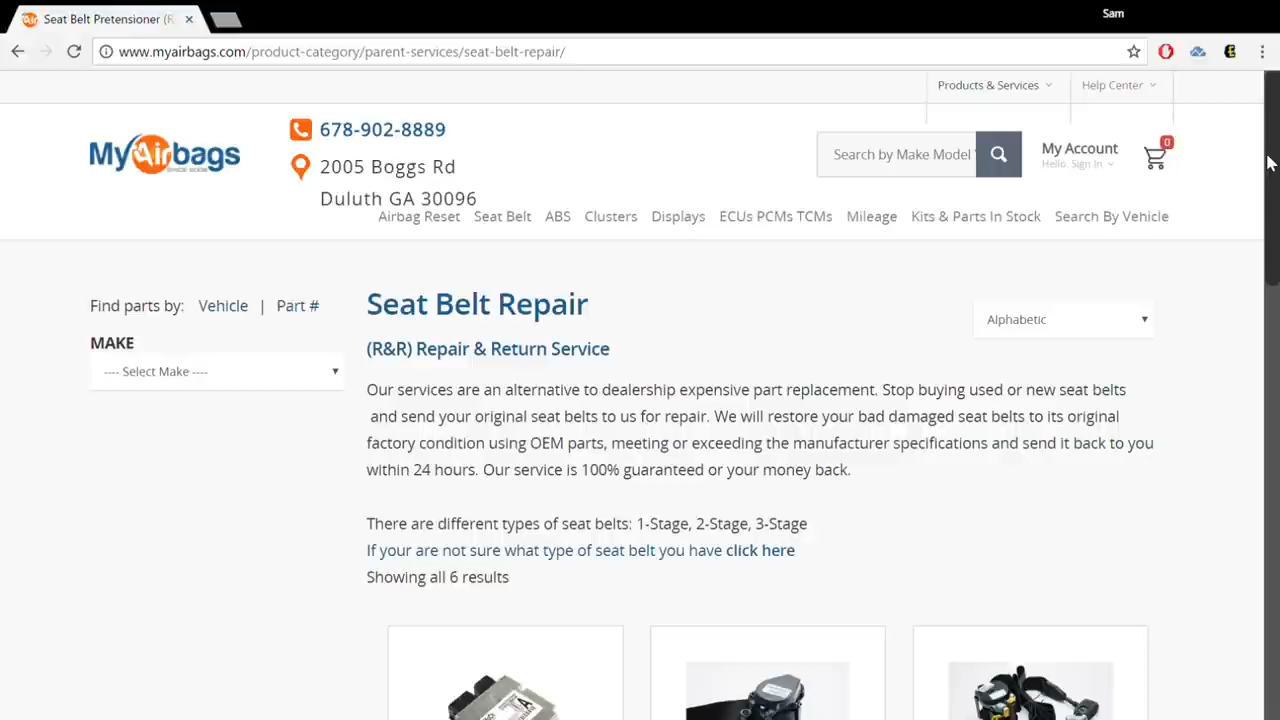 Sam
Seat Belt Pretensioner (R
www.myairbags.com/product-category/parent-services/seat-belt-repair/
Products & Services
Help Center
MyAirbags
678-902-8889
2005 Boggs Rd
Duluth GA 30096
Search by Make Model
My Account
Hello. Sign In
0
Airbag Reset
Seat Belt
ABS
Clusters
Displays
ECUs PCMs TCMs
Mileage
Kits & Parts In Stock
Search By Vehicle
Find parts by: Vehicle | Part #
MAKE
---- Select Make ----
Seat Belt Repair
Alphabetic
(R&R) Repair & Return Service
Our services are an alternative to dealership expensive part replacement. Stop buying used or new seat belts
and send your original seat belts to us for repair. We will restore your bad damaged seat belts to its original
factory condition using OEM parts, meeting or exceeding the manufacturer specifications and send it back to you
within 24 hours. Our service is 100% guaranteed or your money back.
There are different types of seat belts: 1-Stage, 2-Stage, 3-Stage
If your are not sure what type of seat belt you have click here
Showing all 6 results